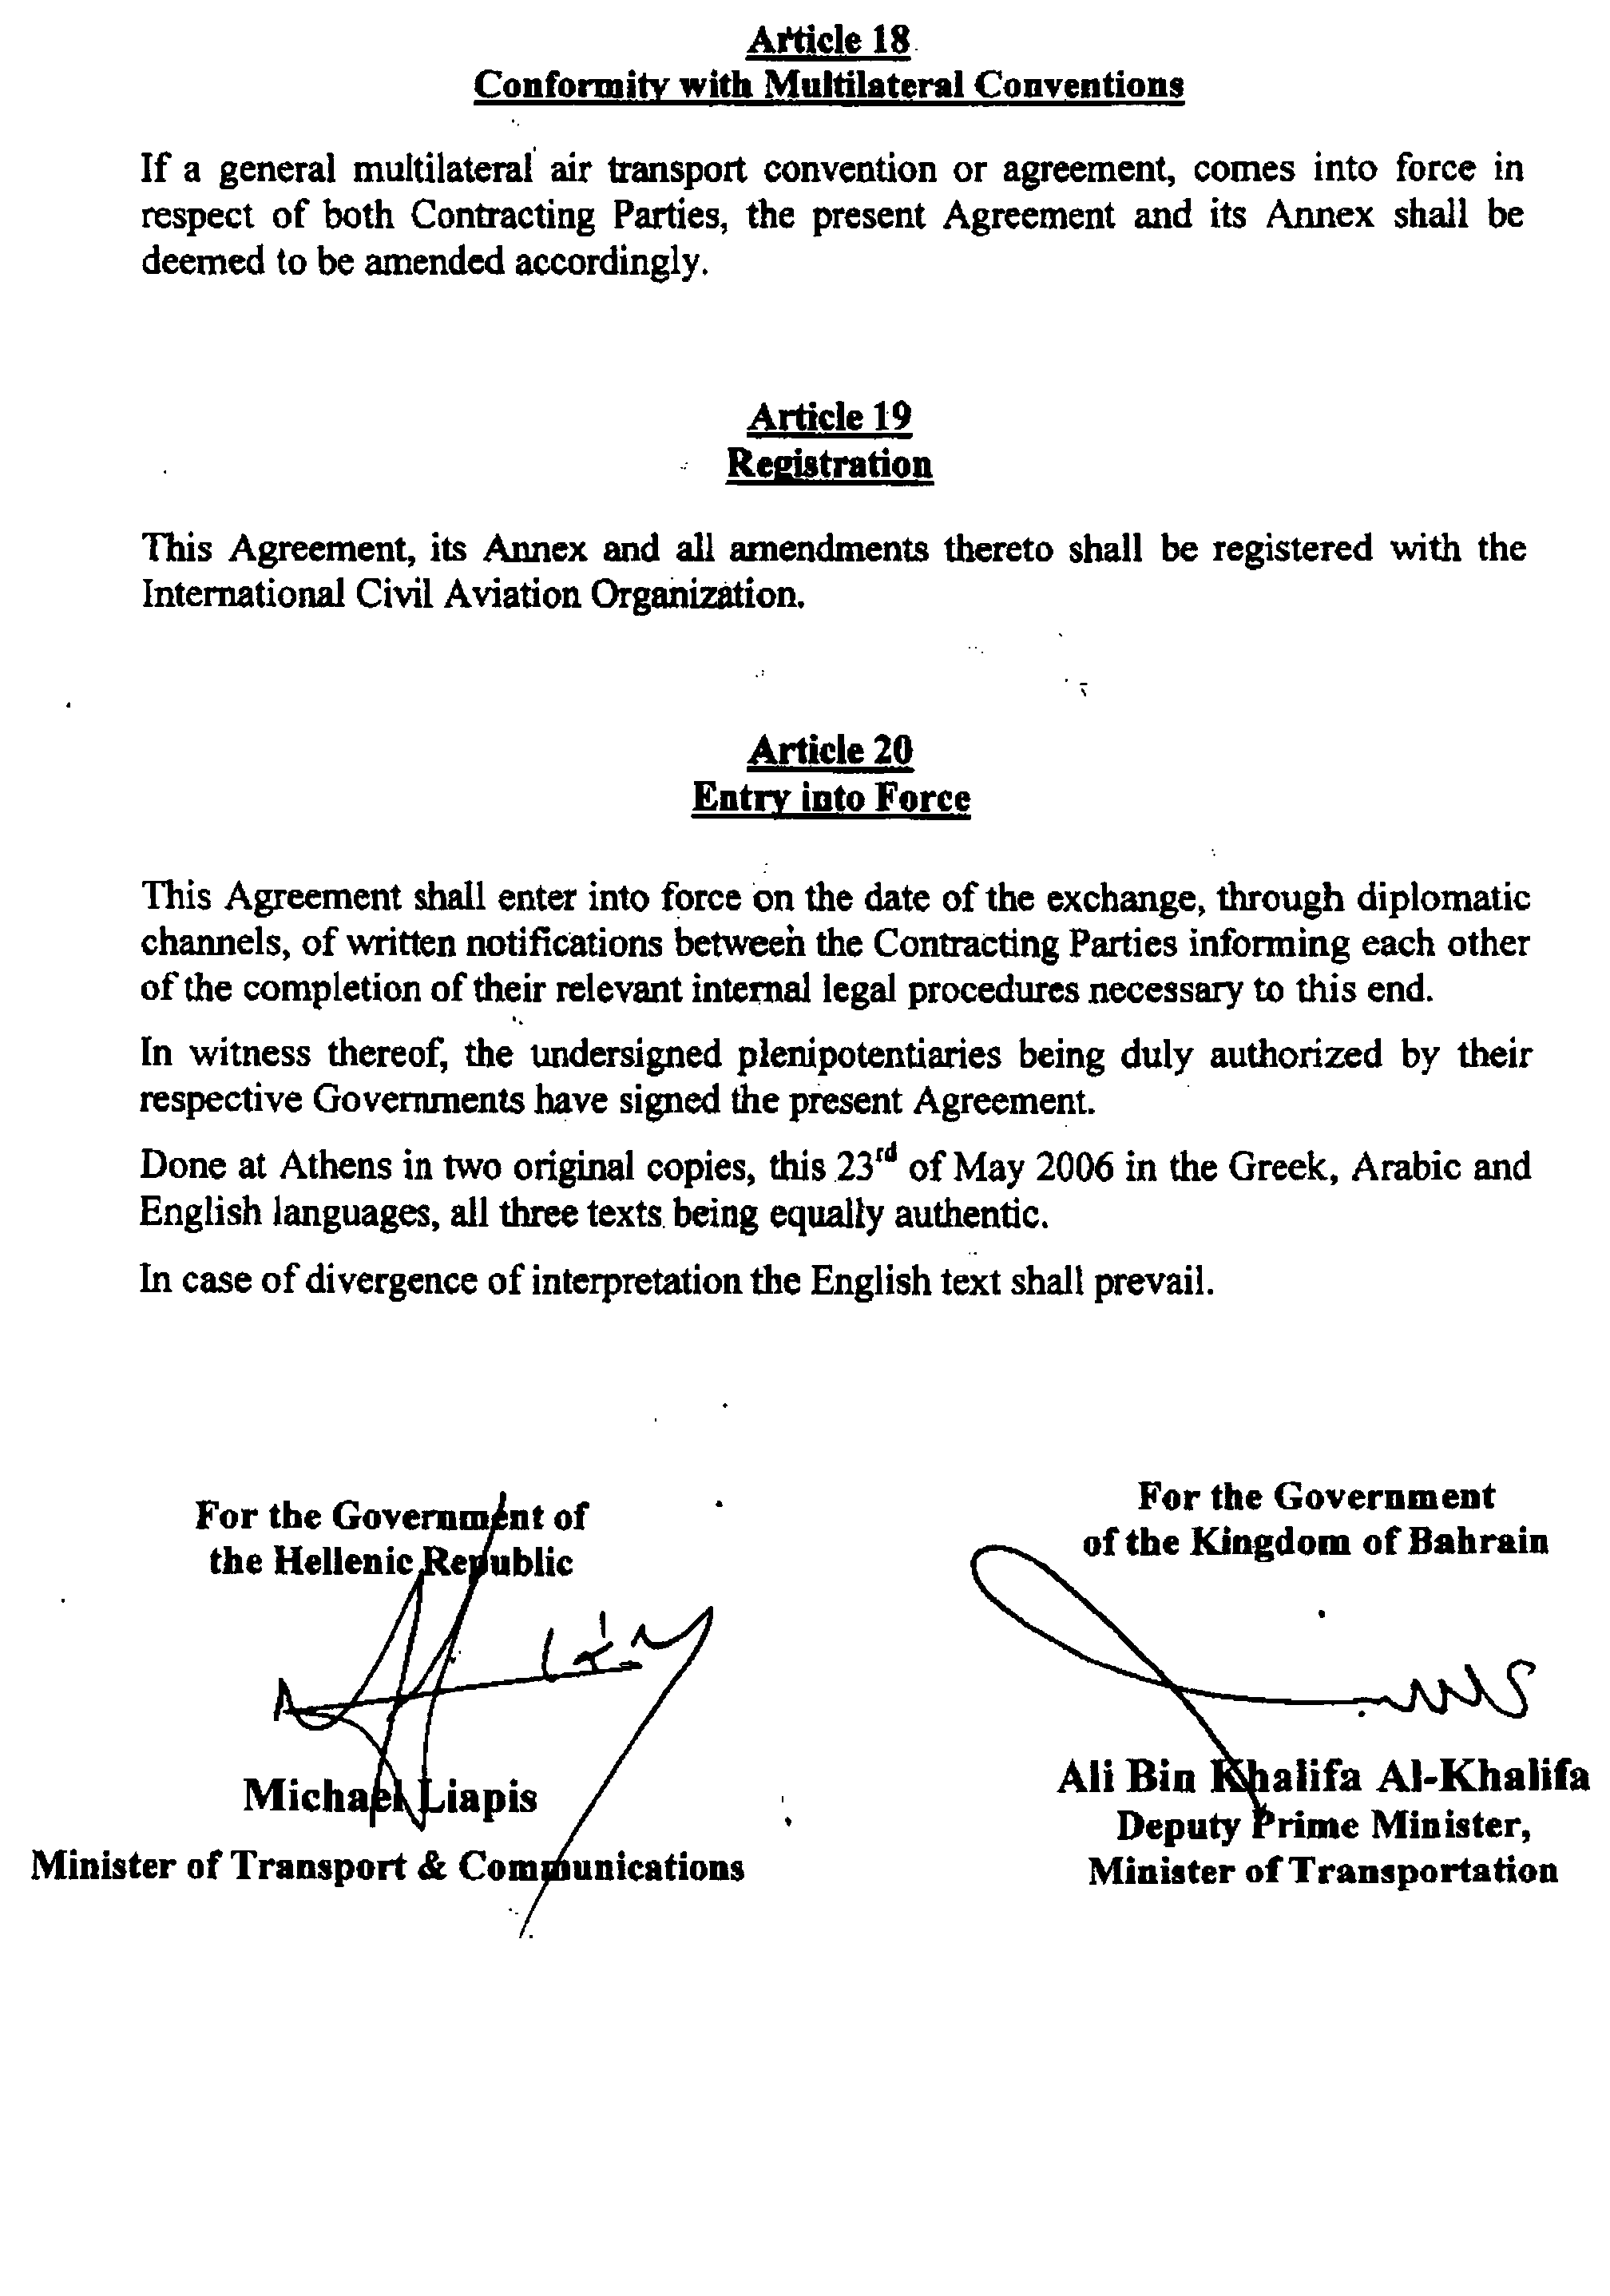 Article 18
Conformity with Multilateral Conventions
If a general multilateral air transport convention or agreement, comes into force in
respect of both Contracting Parties, the present Agreement and its Annex shall be
deemed to be amended accordingly.
Article 19
Registration
This Agreement, its Annex and all amendments thereto shall be registered with the
International Civil Aviation Organization.
Article 20
Entry into Force
This Agreement shall enter into force on the date of the exchange, through diplomatic
channels, of written notifications between the Contracting Parties informing each other
of the completion of their relevant internal legal procedures necessary to this end.
In witness thereof, the undersigned plenipotentiaries being duly authorized by their
respective Governments have signed the present Agreement.
Done at Athens in two original copies, this 23rd of May 2006 in the Greek, Arabic and
English languages, all three texts being equally authentic.
In case of divergence of interpretation the English text shall prevail.
For the Government of
the Hellenic Republic
Michael Liapis
Minister of Transport & Communications
For the Government
of the Kingdom of Bahrain
Ali Bin Khalifa Al-Khalifa
Deputy Prime Minister,
Minister of Transportation